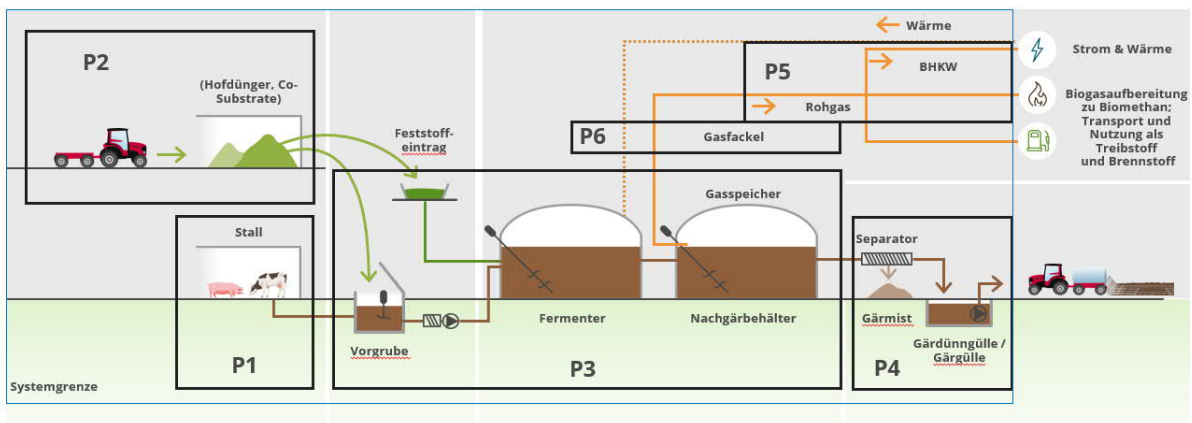 Wärme
P2
P5
Strom & Wärme
BHKW
(Hofdünger, Co-
Substrate)
Biogasaufbereitung
zu Biomethan;
Transport und
Nutzung als
Treibstoff
und Brennstoff
Rohgas
Feststoff-
eintrag
P6
Gasfackel
Gasspeicher
Stall
Separator
Fermenter
Nachgärbehälter
Gärmist
Vorgrube
Gärdünngülle /
Gärgülle
P1
P3
P4
Systemgrenze